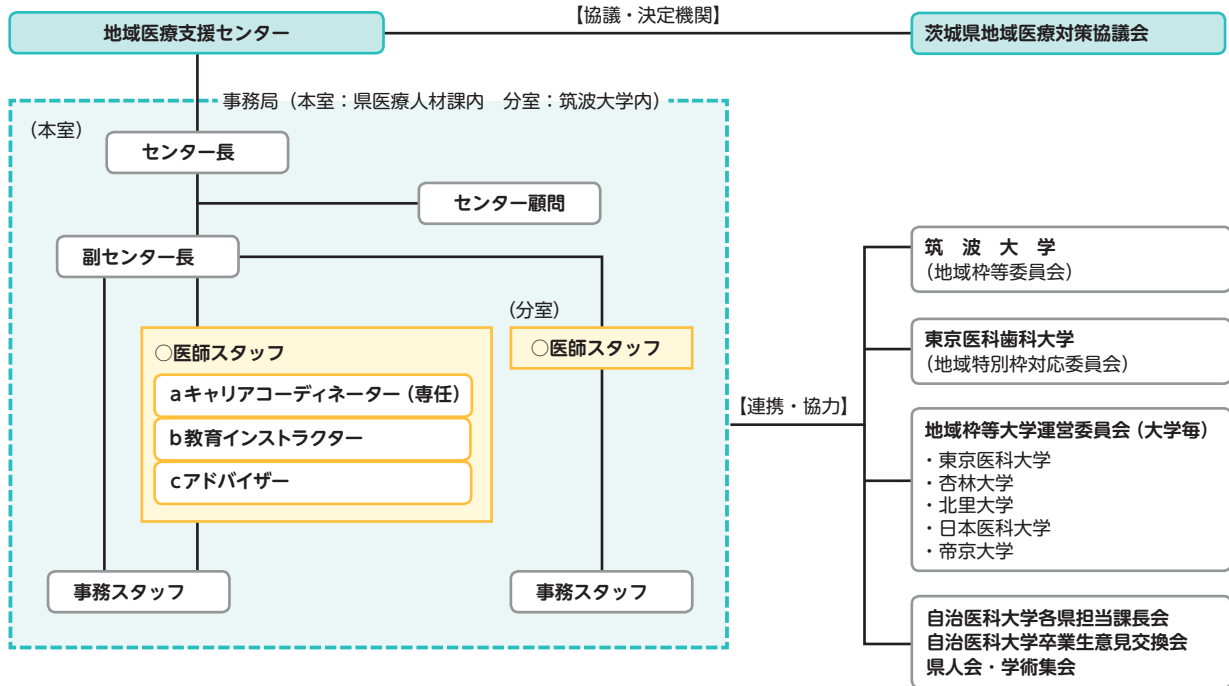 地域医療支援センター
【協議・決定機関】
茨城県地域医療対策協議会
事務局（本室：県医療人材課内　分室：筑波大学内）
（本室）
センター長
センター顧問
副センター長
（分室）
○医師スタッフ
aキャリアコーディネーター（専任）
b教育インストラクター
cアドバイザー
○医師スタッフ
事務スタッフ
事務スタッフ
【連携・協力】
筑　波　大　学
（地域枠等委員会）
東京医科歯科大学
（地域特別枠対応委員会）
地域枠等大学運営委員会（大学毎）
・東京医科大学
・杏林大学
・北里大学
・日本医科大学
・帝京大学
自治医科大学各県担当課長会
自治医科大学卒業生意見交換会
県人会・学術集会